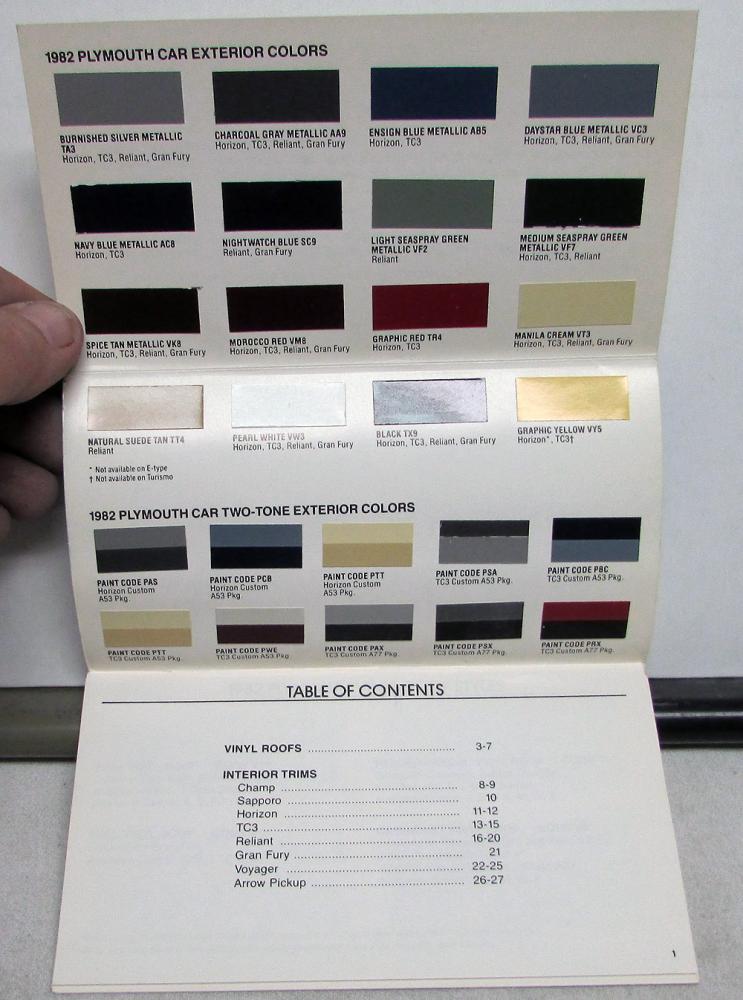 1982 PLYMOUTH CAR EXTERIOR COLORS
BURNISHED SILVER METALLIC
TA3
Horizon, TC3, Reliant, Gran Fury
CHARCOAL GRAY METALLIC AA9
Horizon, TC3, Reliant, Gran Fury
ENSIGN BLUE METALLIC AB5
Horizon, TC3
DAYSTAR BLUE METALLIC VC3
Horizon, TC3, Reliant, Gran Fury
NAVY BLUE METALLIC AC8
Horizon, TC3
NIGHTWATCH BLUE SC9
Reliant, Gran Fury
LIGHT SEASPRAY GREEN
METALLIC VF2
Reliant
MEDIUM SEASPRAY GREEN
METALLIC VF7
Horizon, TC3, Reliant
SPICE TAN METALLIC VK8
Horizon, TC3, Reliant, Gran Fury
MOROCCO RED VM8
Horizon, TC3, Reliant, Gran Fury
GRAPHIC RED TR4
Horizon, TC3
MANILA CREAM VT3
Horizon, TC3, Reliant, Gran Fury
NATURAL SUEDE TAN TT4
Reliant
PEARL WHITE VW3
Horizon, TC3, Reliant, Gran Fury
BLACK TX9
Horizon, TC3, Reliant, Gran Fury
GRAPHIC YELLOW VY5
Horizon*, TC3†
* Not available on E-type
† Not available on Turismo
1982 PLYMOUTH CAR TWO-TONE EXTERIOR COLORS
PAINT CODE PAS
Horizon Custom
A53 Pkg.
PAINT CODE PCB
Horizon Custom
A53 Pkg.
PAINT CODE PTT
Horizon Custom
A53 Pkg.
PAINT CODE PSA
TC3 Custom A53 Pkg.
PAINT CODE PBC
TC3 Custom A53 Pkg.
PAINT CODE PTT
TC3 Custom A53 Pkg.
PAINT CODE PWE
TC3 Custom A53 Pkg.
PAINT CODE PAX
TC3 Custom A77 Pkg.
PAINT CODE PSX
TC3 Custom A77 Pkg.
PAINT CODE PRX
TC3 Custom A77 Pkg.
TABLE OF CONTENTS
VINYL ROOFS 3-7
INTERIOR TRIMS
Champ 8-9
Sapporo 10
Horizon 11-12
TC3 13-15
Reliant 16-20
Gran Fury 21
Voyager 22-25
Arrow Pickup 26-27
1